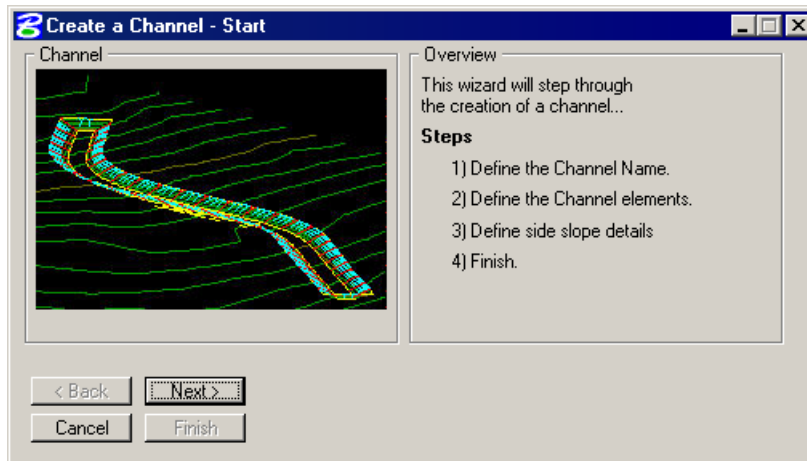 Create a Channel - Start
Channel
Overview
This wizard will step through
the creation of a channel...
Steps
1) Define the Channel Name.
2) Define the Channel elements.
3) Define side slope details
4) Finish.
< Back
Next >
Cancel
Finish